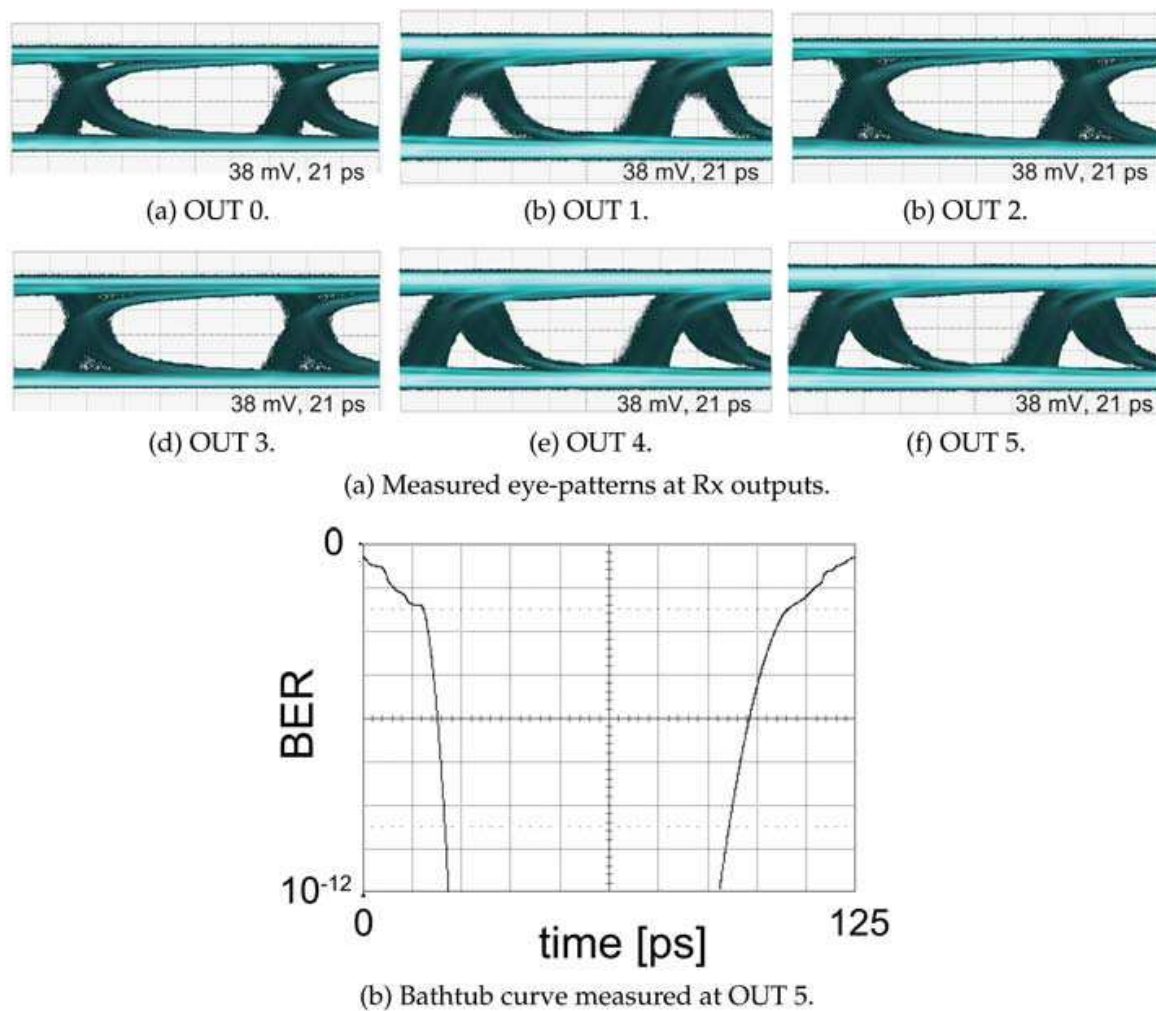 38 mV, 21 ps
38 mV, 21 ps
38 mV, 21 ps
(a) OUT 0.
(b) OUT 1.
(b) OUT 2.
38 mV, 21 ps
38 mV, 21 ps
38 mV, 21 ps
(d) OUT 3.
(e) OUT 4.
(f) OUT 5.
(a) Measured eye-patterns at Rx outputs.
0
BER
10-12
0
125
time [ps]
(b) Bathtub curve measured at OUT 5.